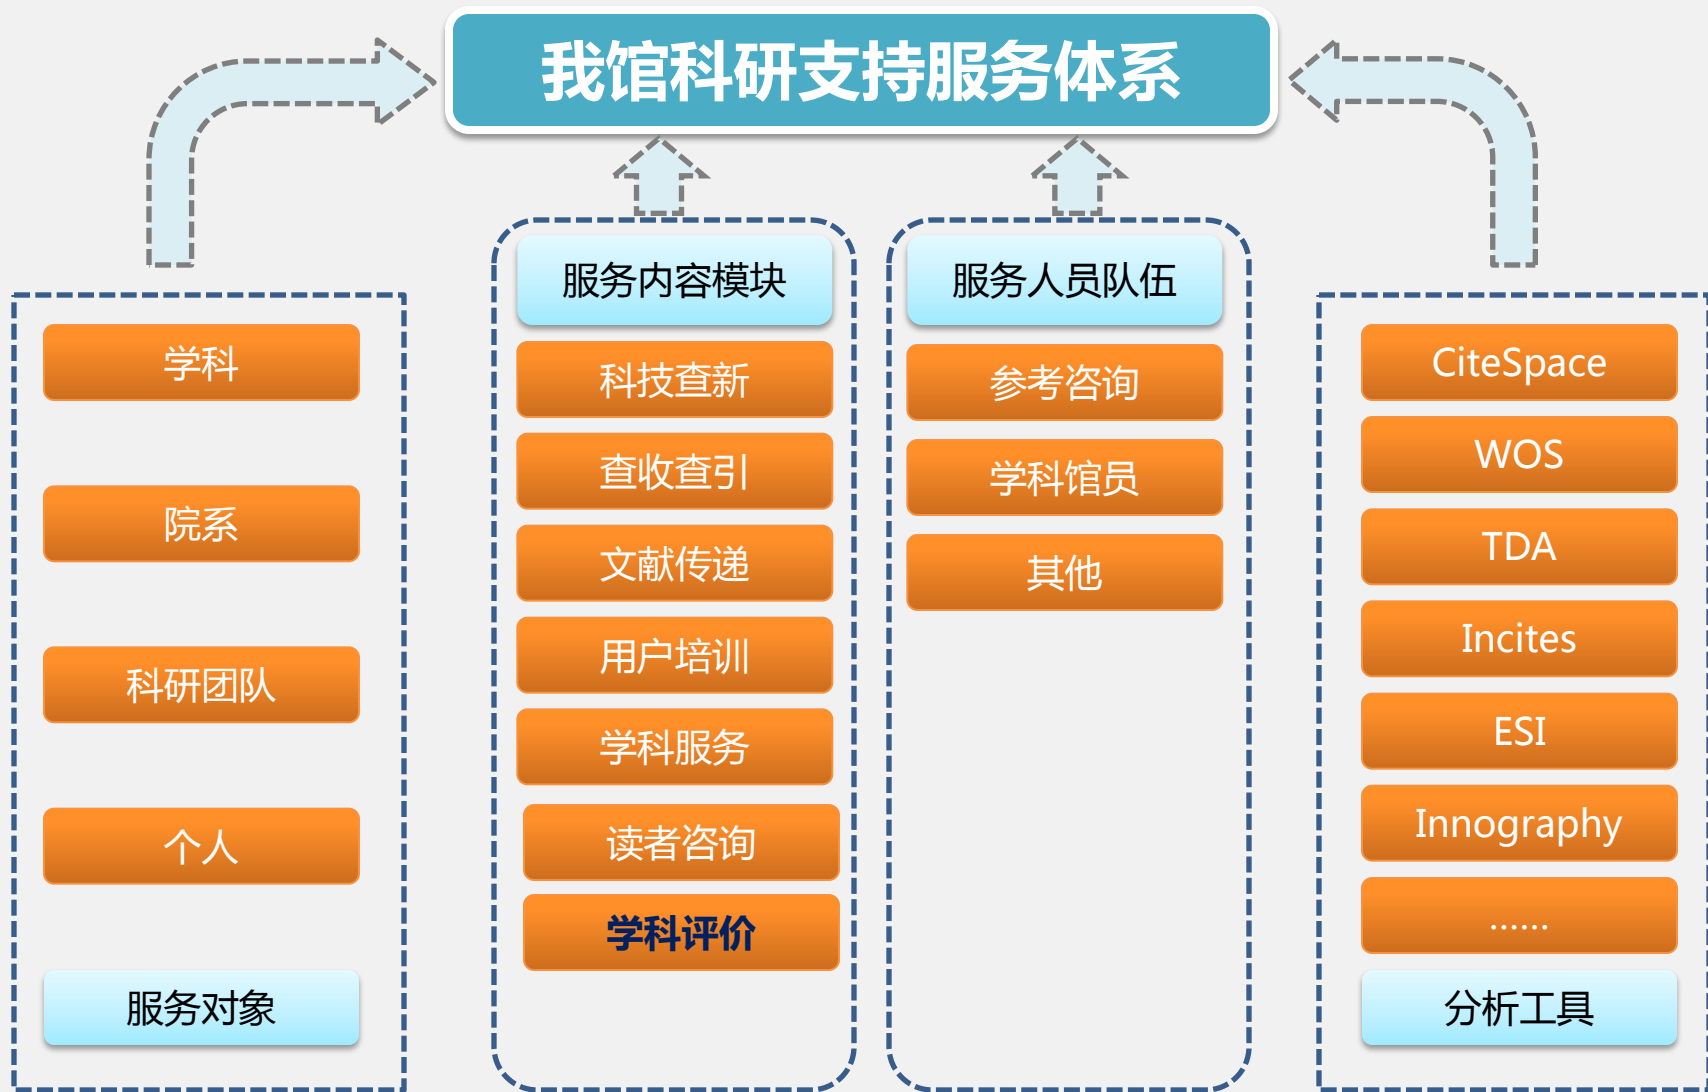 我馆科研支持服务体系
学科
院系
科研团队
个人
服务对象
服务内容模块
科技查新
查收查引
文献传递
用户培训
学科服务
读者咨询
学科评价
服务人员队伍
参考咨询
学科馆员
其他
CiteSpace
WOS
TDA
Incites
ESI
Innography
……
分析工具